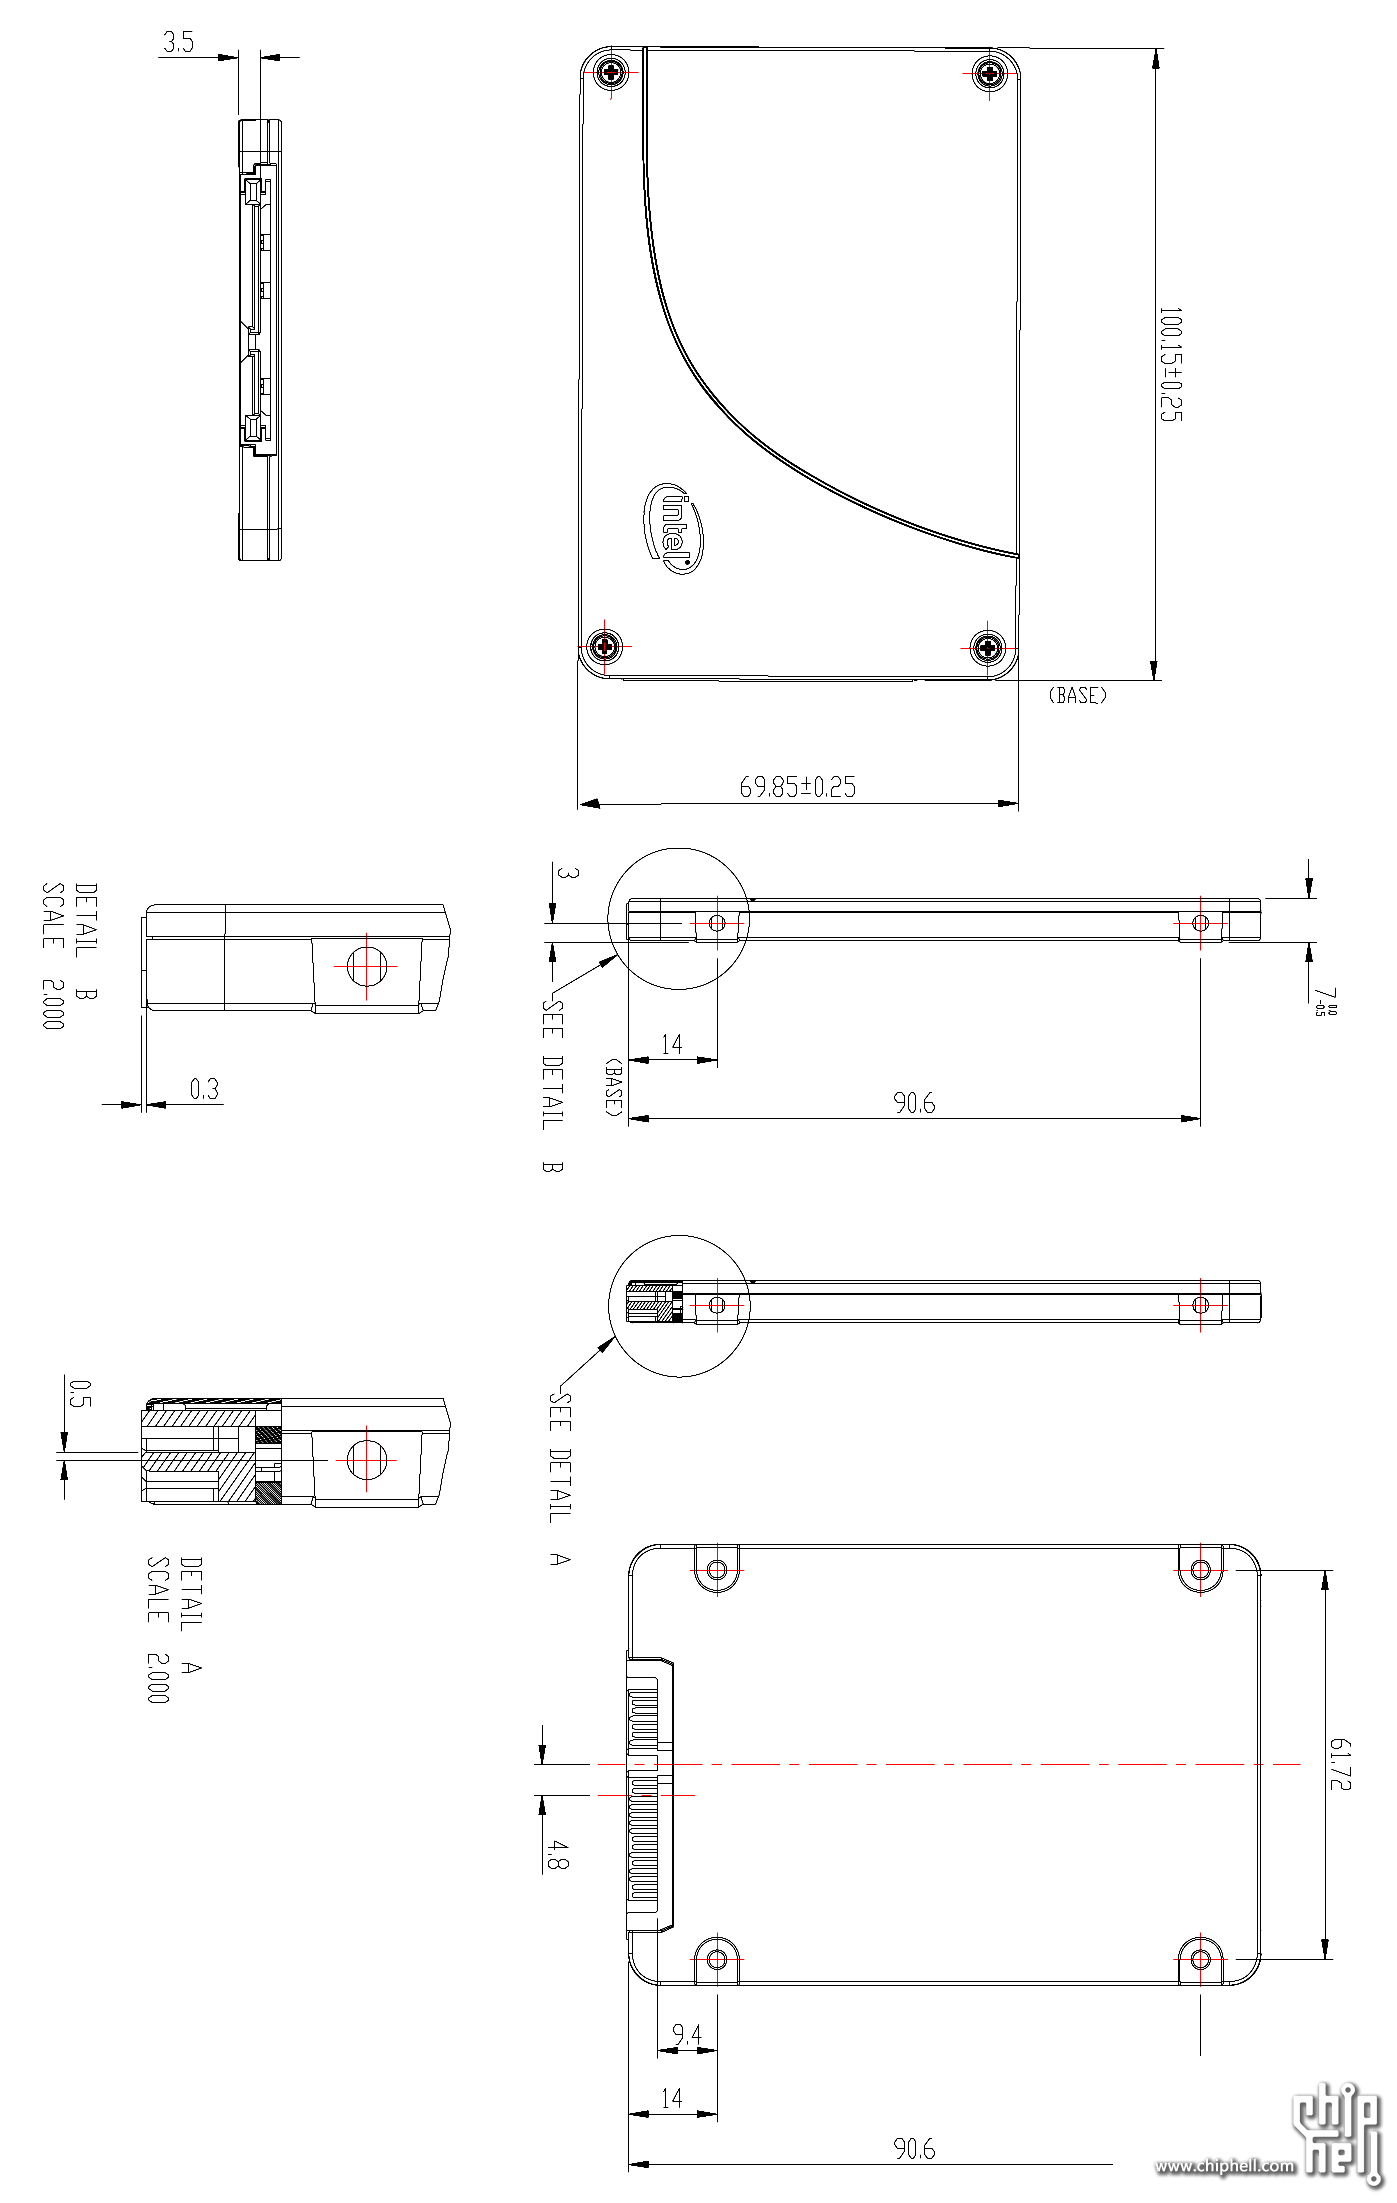 3.5
100.15±0.25
intel
(BASE)
69.85±0.25
3
7 0.0 -0.5
DETAIL B
SCALE 2.000
SEE DETAIL B
14
(BASE)
0.3
90.6
0.5
SEE DETAIL A
DETAIL A
SCALE 2.000
61.72
4.8
9.4
14
90.6
chip
hell
www.chiphell.com